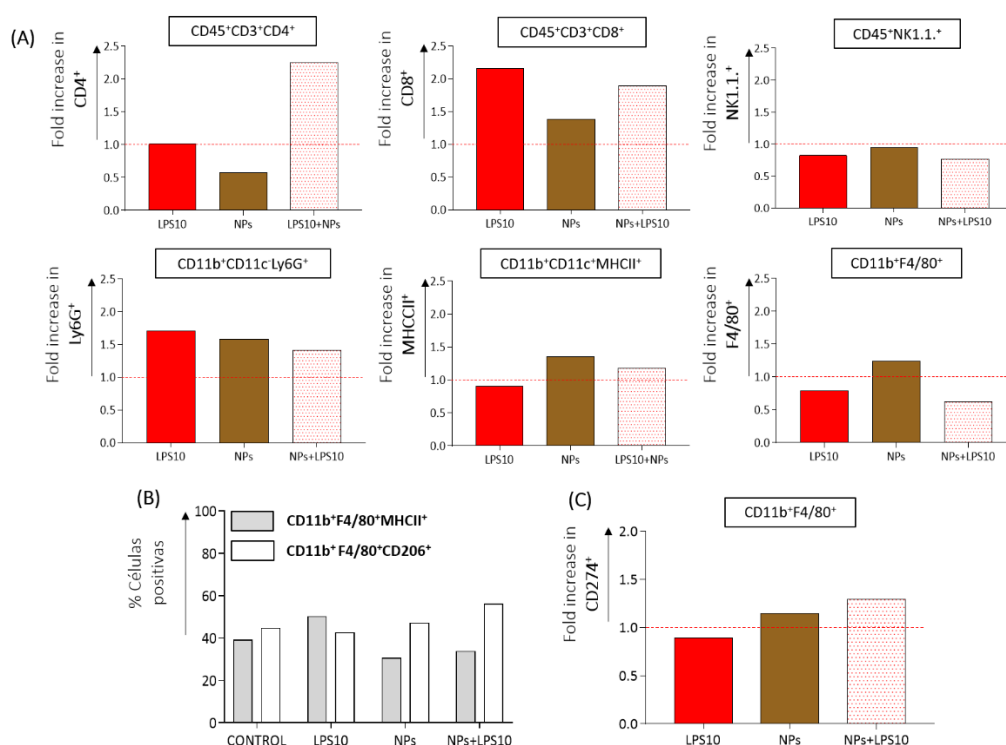 (A)
CD45⁺CD3⁺CD4⁺
Fold increase in
CD4⁺
2.5
2.0
1.5
1.0
0.5
0.0
LPS10 NPs LPS10+NPs
CD45⁺CD3⁺CD8⁺
Fold increase in
CD8⁺
2.5
2.0
1.5
1.0
0.5
0.0
LPS10 NPs NPs+LPS10
CD45⁺NK1.1.⁺
Fold increase in
NK1.1.⁺
2.5
2.0
1.5
1.0
0.5
0.0
LPS10 NPs NPs+LPS10
CD11b⁺CD11c⁻Ly6G⁺
Fold increase in
Ly6G⁺
2.5
2.0
1.5
1.0
0.5
0.0
LPS10 NPs NPs+LPS10
CD11b⁺CD11c⁺MHCII⁺
Fold increase in
MHCCII⁺
2.5
2.0
1.5
1.0
0.5
0.0
LPS10 NPs LPS10+NPs
CD11b⁺F4/80⁺
Fold increase in
F4/80⁺
2.5
2.0
1.5
1.0
0.5
0.0
LPS10 NPs NPs+LPS10
(B)
% Células
positivas
100
80
60
40
20
0
CD11b⁺F4/80⁺MHCII⁺
CD11b⁺F4/80⁺CD206⁺
CONTROL LPS10 NPs NPs+LPS10
(C)
CD11b⁺F4/80⁺
Fold increase in
CD274⁺
2.0
1.5
1.0
0.5
0.0
LPS10 NPs NPs+LPS10